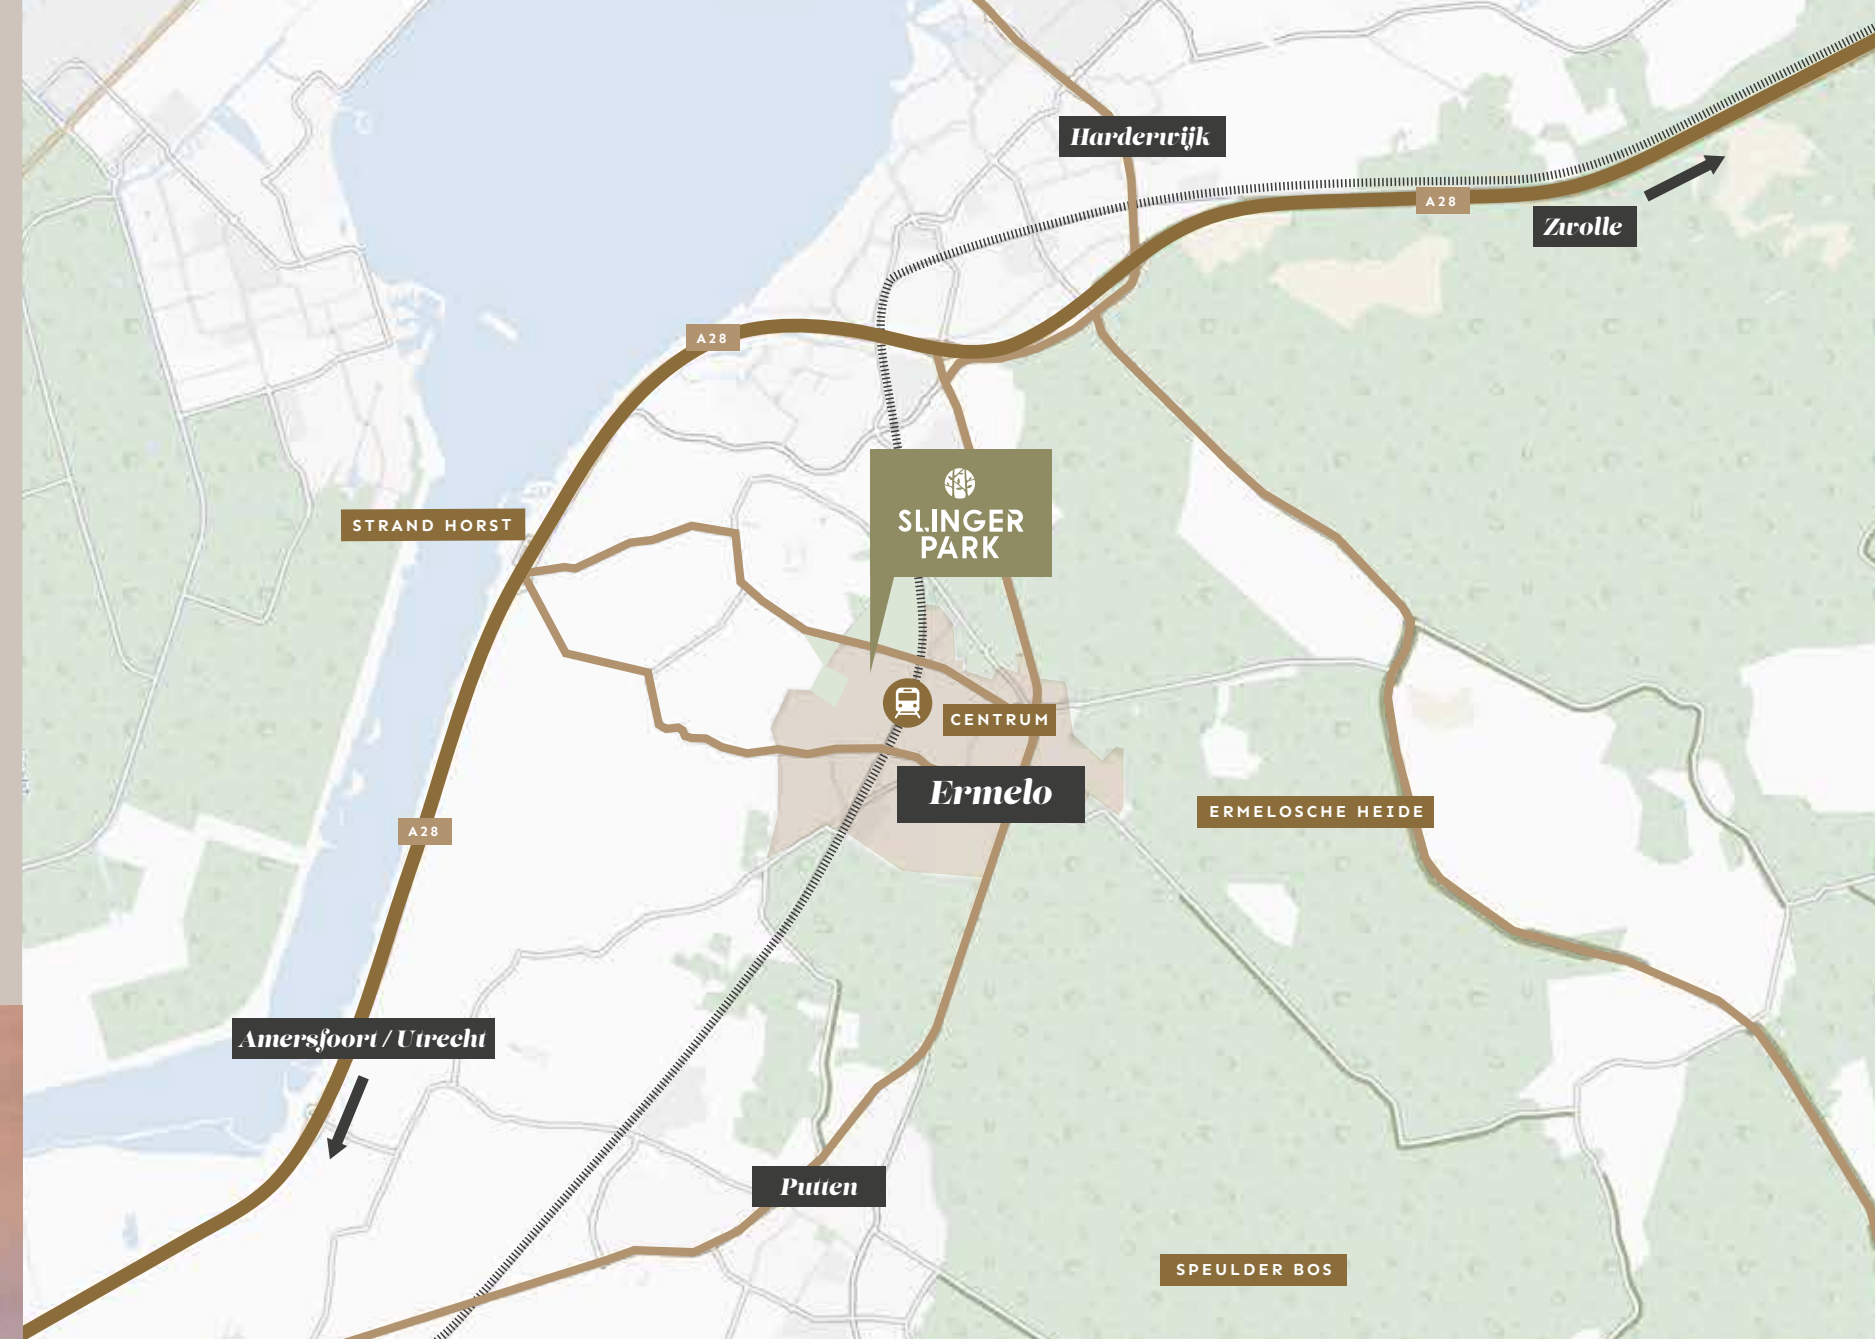 Harderwijk
A28
Zwolle
A28
STRAND HORST
SLINGER
PARK
CENTRUM
Ermelo
ERMELOSCHE HEIDE
A28
Amersfoort / Utrecht
Putten
SPEULDER BOS